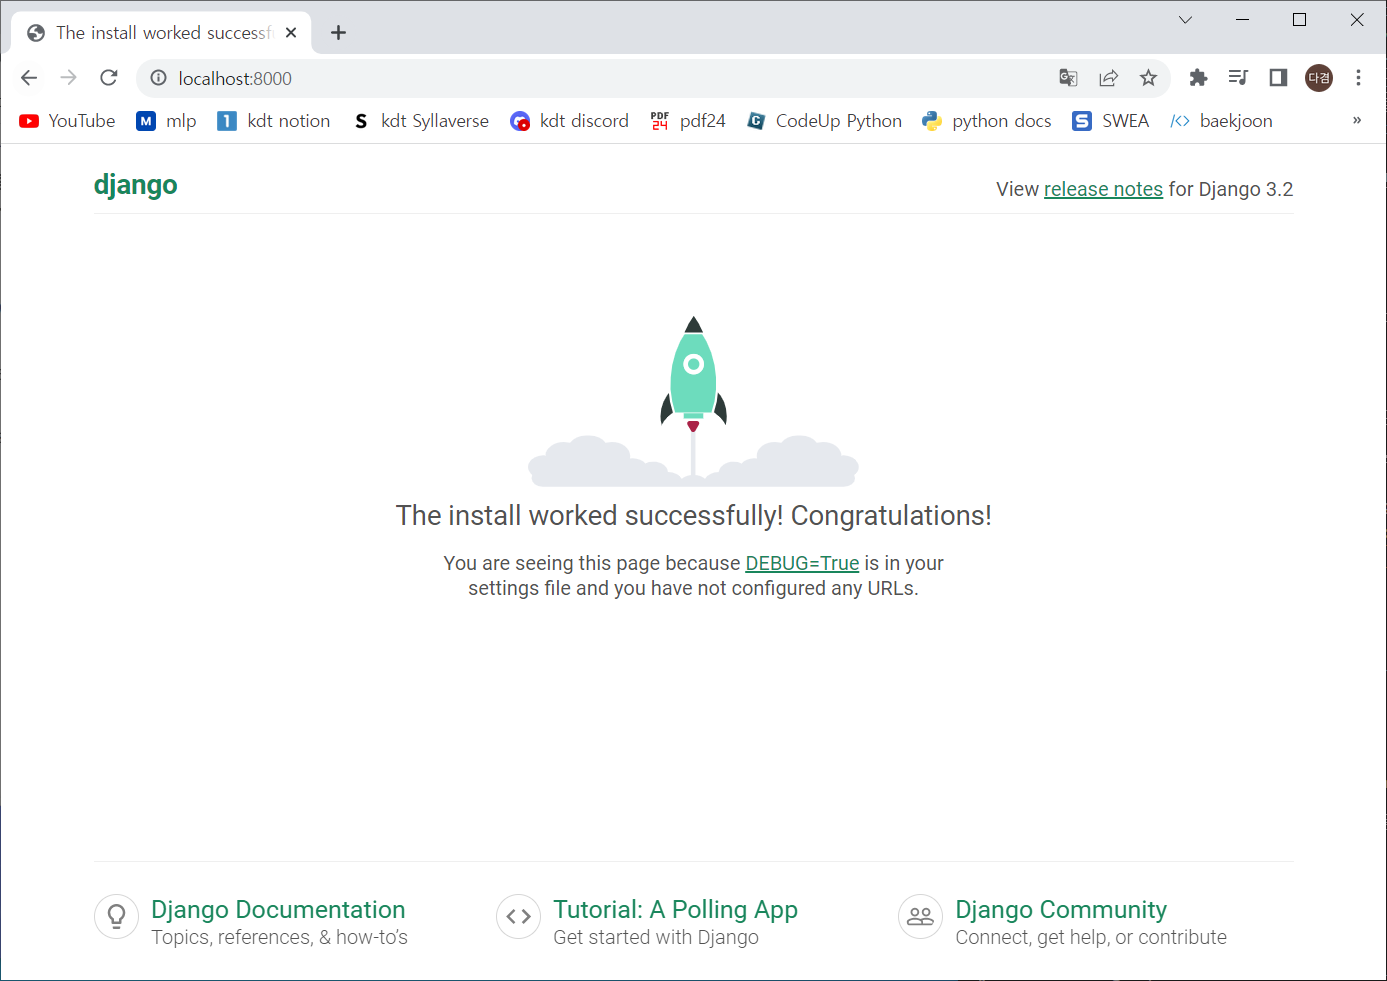 The install worked successf
localhost:8000
다겸
YouTube
M mlp
1 kdt notion
S kdt Syllaverse
kdt discord
PDF 24 pdf24
CodeUp Python
python docs
S SWEA
</> baekjoon
»
django
View release notes for Django 3.2
The install worked successfully! Congratulations!
You are seeing this page because DEBUG=True is in your
settings file and you have not configured any URLs.
Django Documentation
Topics, references, & how-to’s
Tutorial: A Polling App
Get started with Django
Django Community
Connect, get help, or contribute